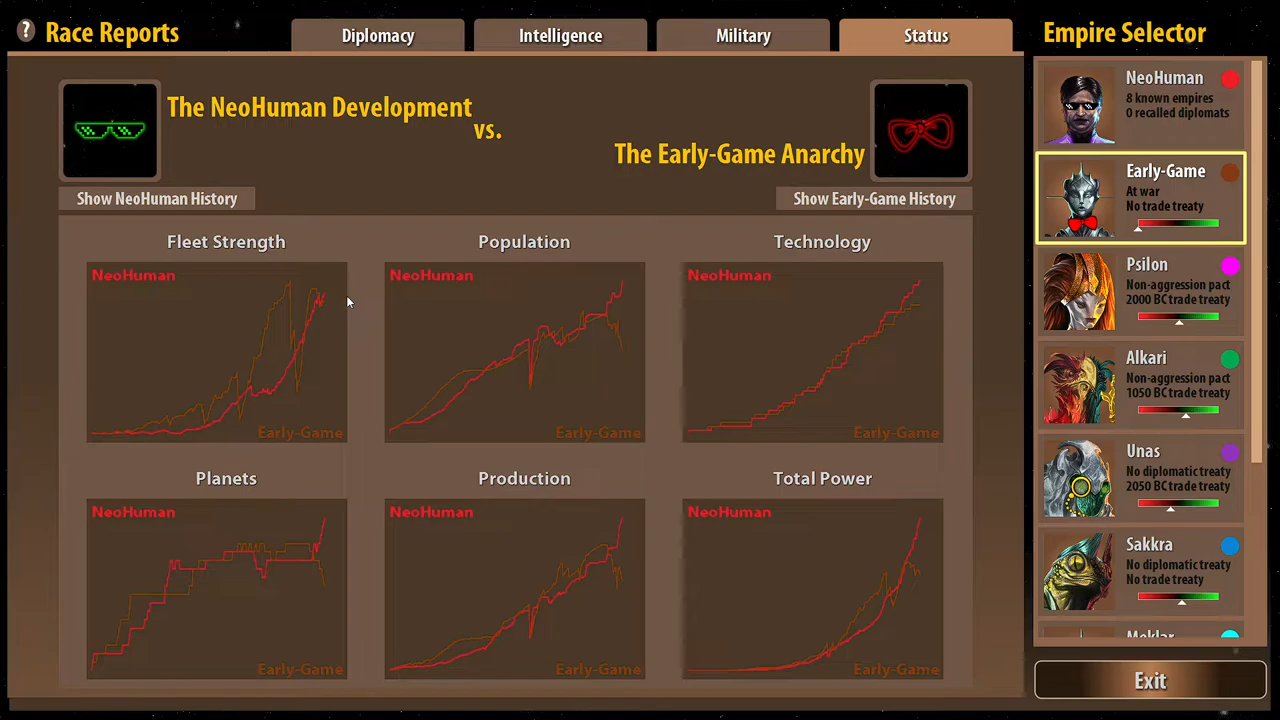 ?
Race Reports
Diplomacy
Intelligence
Military
Status
Empire Selector
The NeoHuman Development
vs.
The Early-Game Anarchy
Show NeoHuman History
Show Early-Game History
Fleet Strength
NeoHuman
Early-Game
Population
NeoHuman
Early-Game
Technology
NeoHuman
Early-Game
Planets
NeoHuman
Early-Game
Production
NeoHuman
Early-Game
Total Power
NeoHuman
Early-Game
NeoHuman
8 known empires
0 recalled diplomats
Early-Game
At war
No trade treaty
Psilon
Non-aggression pact
2000 BC trade treaty
Alkari
Non-aggression pact
1050 BC trade treaty
Unas
No diplomatic treaty
2050 BC trade treaty
Sakkra
No diplomatic treaty
No trade treaty
Meklar
Exit